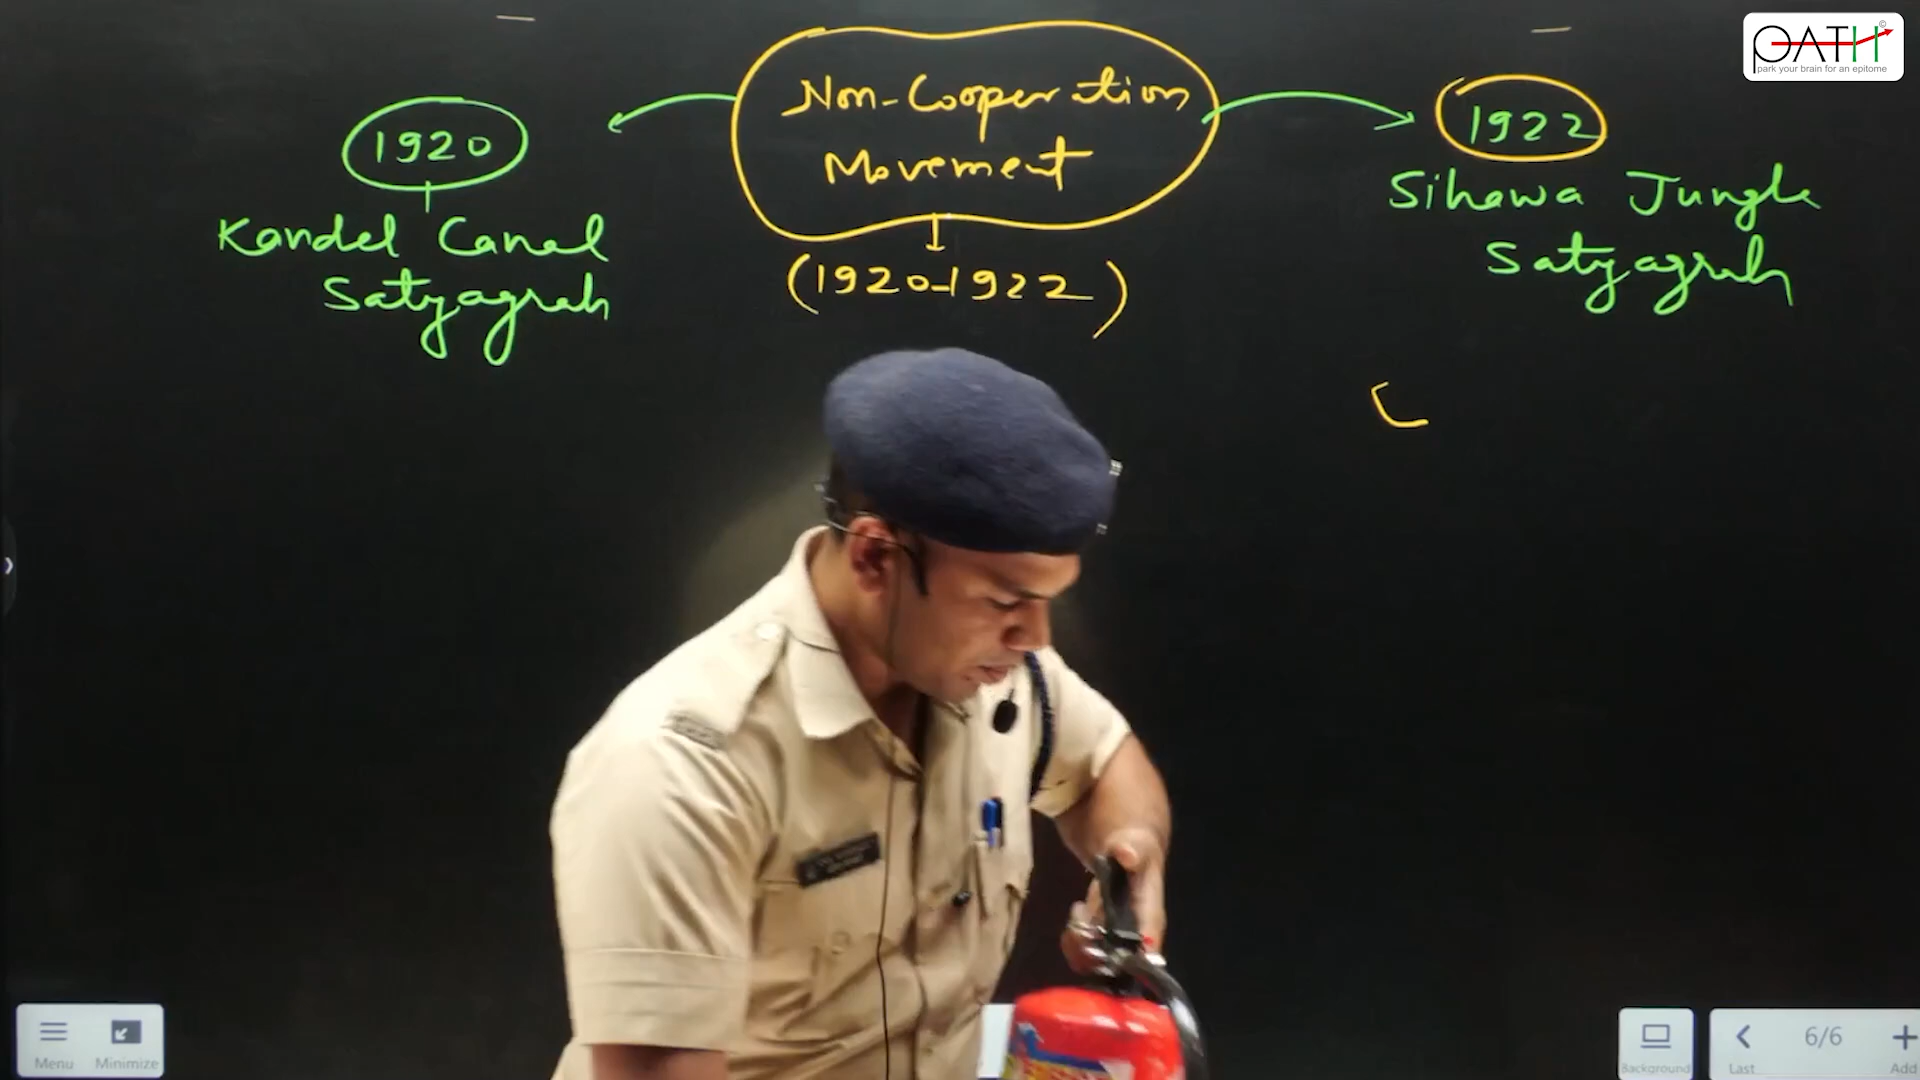 Non-Cooperation
Movement
(1920-1922)
1920
Kandel Canal
Satyagrah
1922
Sihawa Jungle
Satyagrah
PATH
©
park your brain for an epitome
Menu
Minimize
Background
6/6
Last
Add